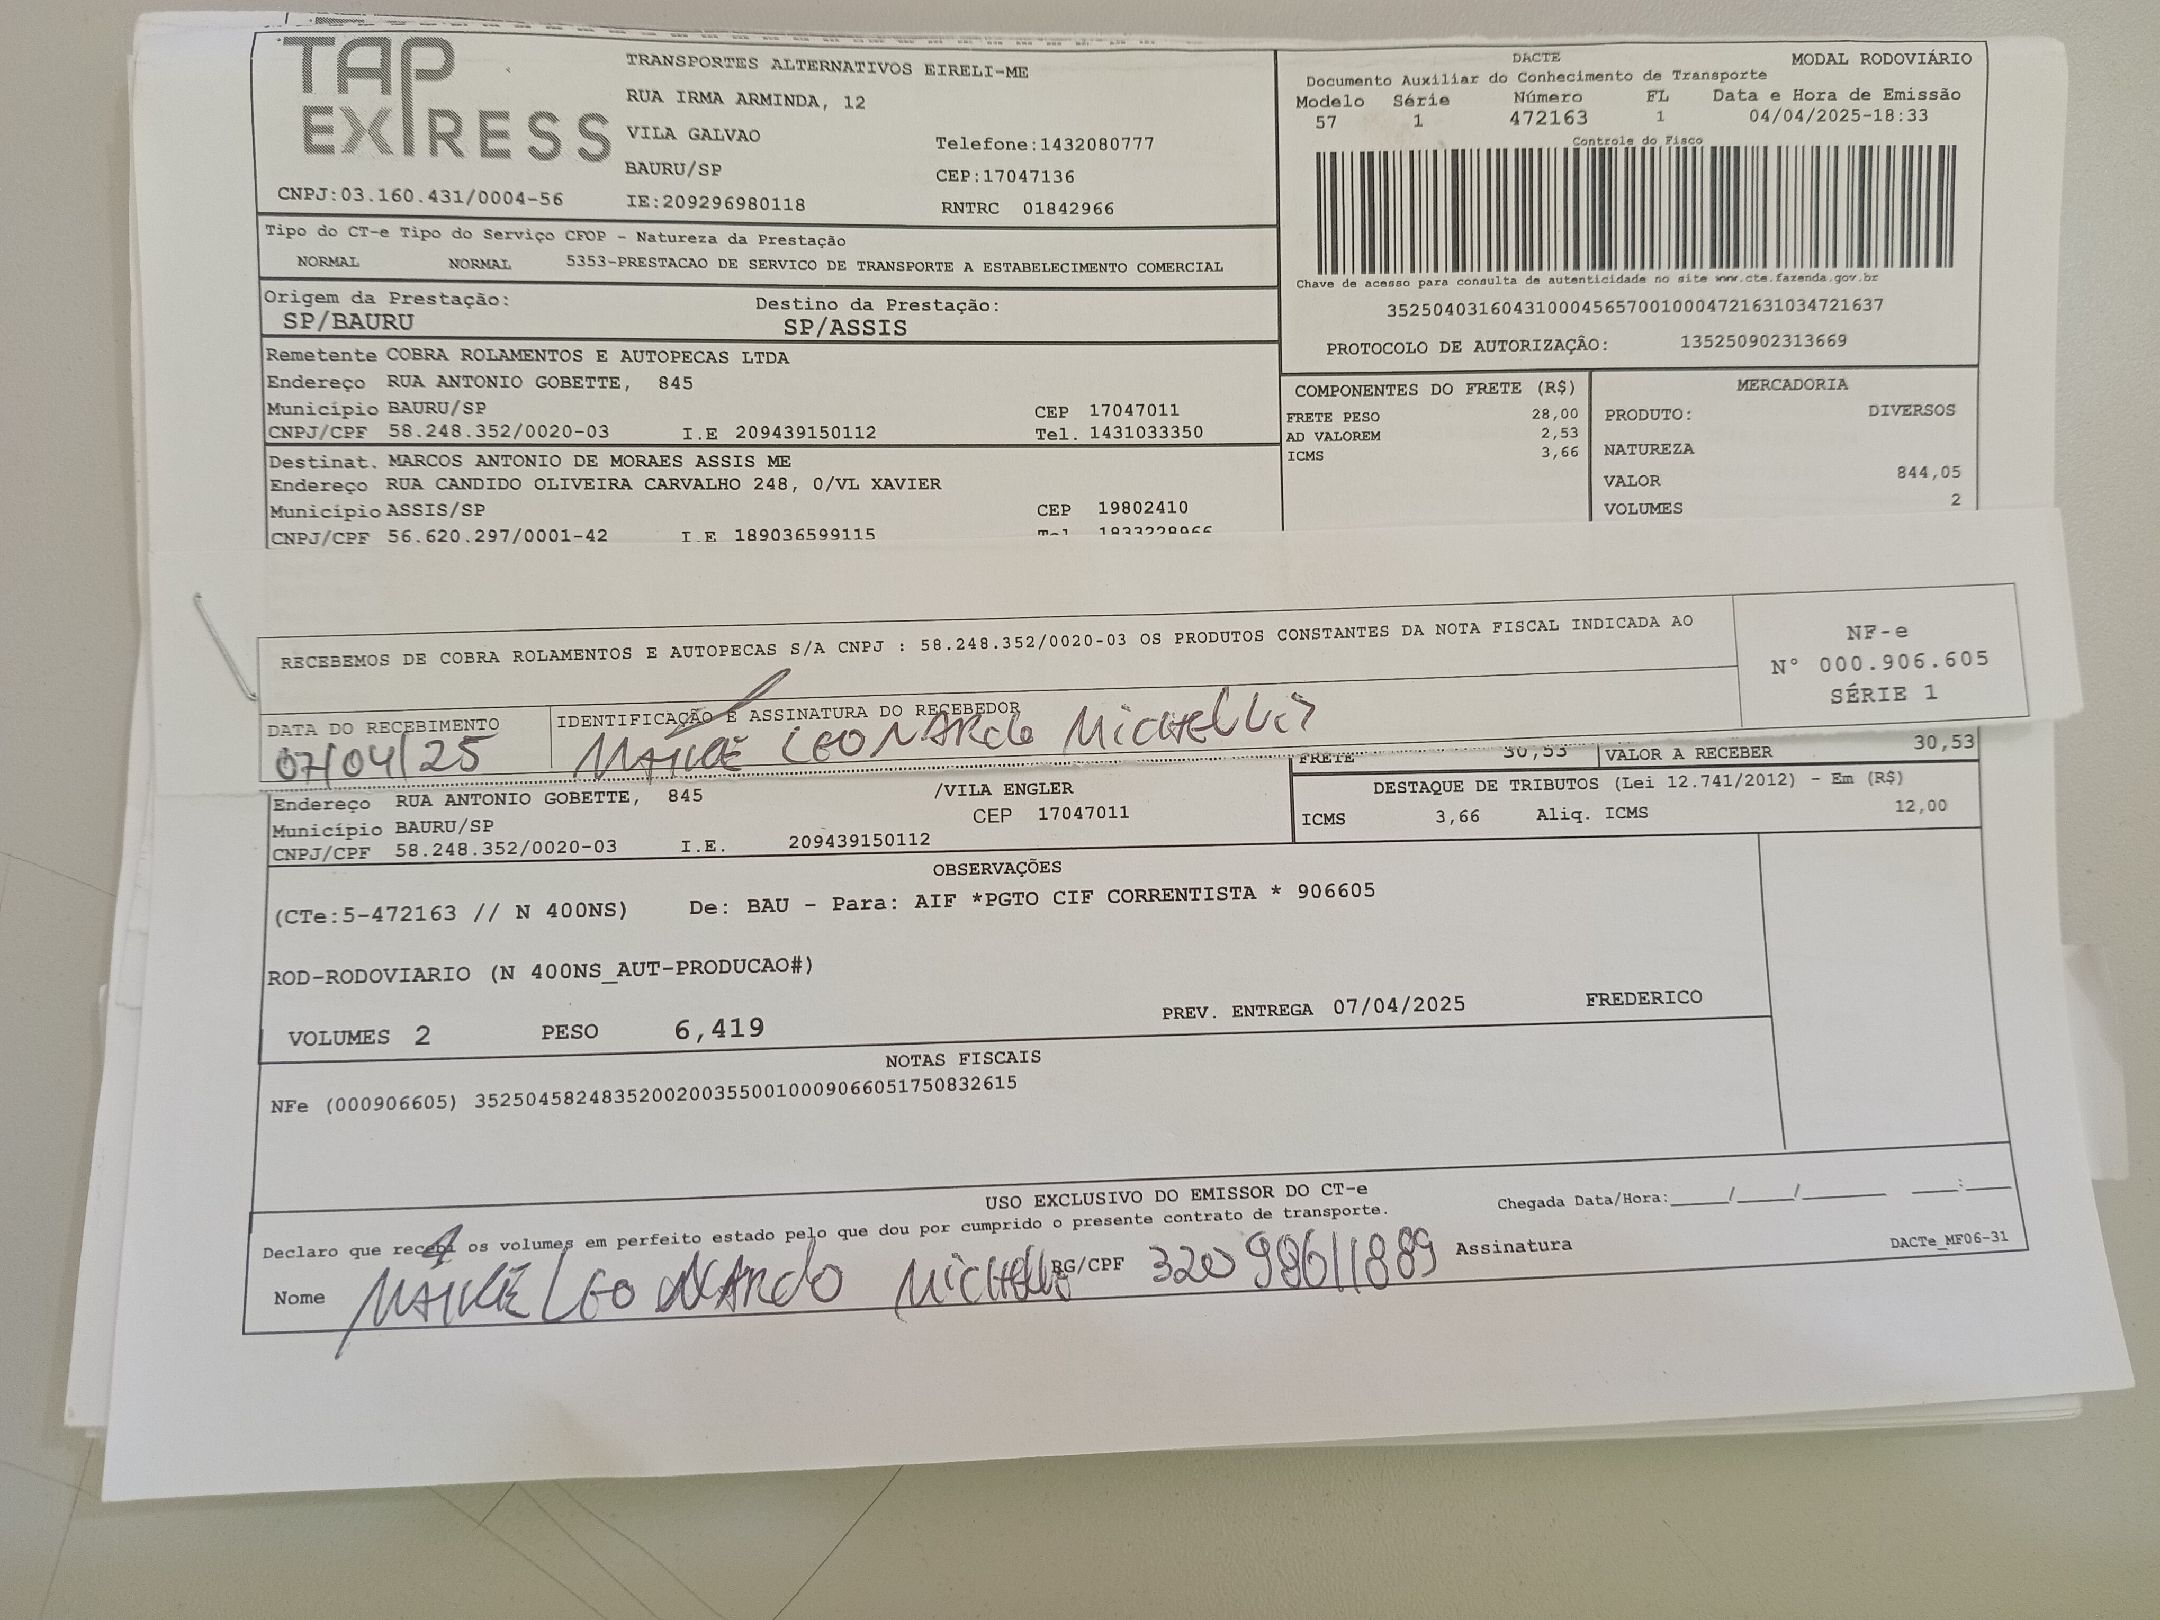 TAP EXPRESS
TRANSPORTES ALTERNATIVOS EIRELI-ME
RUA IRMA ARMINDA, 12
VILA GALVAO
Telefone:1432080777
BAURU/SP
CEP:17047136
CNPJ:03.160.431/0004-56
IE:209296980118
RNTRC 01842966
DACTE MODAL RODOVIÁRIO
Documento Auxiliar do Conhecimento de Transporte
Modelo Série Número FL Data e Hora de Emissão
57 1 472163 1 04/04/2025-18:33
Controle do Fisco
Chave de acesso para consulta de autenticidade no site www.cte.fazenda.gov.br
35250403160431000456570010004721631034721637
PROTOCOLO DE AUTORIZAÇÃO: 135250902313669
Tipo do CT-e Tipo do Serviço CFOP - Natureza da Prestação
NORMAL NORMAL 5353-PRESTACAO DE SERVICO DE TRANSPORTE A ESTABELECIMENTO COMERCIAL
Origem da Prestação: Destino da Prestação:
SP/BAURU SP/ASSIS
Remetente COBRA ROLAMENTOS E AUTOPECAS LTDA
Endereço RUA ANTONIO GOBETTE, 845
Município BAURU/SP CEP 17047011
CNPJ/CPF 58.248.352/0020-03 I.E 209439150112 Tel. 1431033350
Destinat. MARCOS ANTONIO DE MORAES ASSIS ME
Endereço RUA CANDIDO OLIVEIRA CARVALHO 248, 0/VL XAVIER
Município ASSIS/SP CEP 19802410
CNPJ/CPF 56.620.297/0001-42 I.E 189036599115 Tel 1833228966
COMPONENTES DO FRETE (R$)
FRETE PESO 28,00
AD VALOREM 2,53
ICMS 3,66
MERCADORIA
PRODUTO: DIVERSOS
NATUREZA
VALOR 844,05
VOLUMES 2
RECEBEMOS DE COBRA ROLAMENTOS E AUTOPECAS S/A CNPJ : 58.248.352/0020-03 OS PRODUTOS CONSTANTES DA NOTA FISCAL INDICADA AO
NF-e
N° 000.906.605
SÉRIE 1
DATA DO RECEBIMENTO IDENTIFICAÇÃO E ASSINATURA DO RECEBEDOR
07/04/25 LEONARDO MICHELLIS
FRETE 30,53 VALOR A RECEBER 30,53
Endereço RUA ANTONIO GOBETTE, 845 /VILA ENGLER
Município BAURU/SP CEP 17047011
CNPJ/CPF 58.248.352/0020-03 I.E. 209439150112
DESTAQUE DE TRIBUTOS (Lei 12.741/2012) - Em (R$)
ICMS 3,66 Aliq. ICMS 12,00
OBSERVAÇÕES
(CTe:5-472163 // N 400NS) De: BAU - Para: AIF *PGTO CIF CORRENTISTA * 906605
ROD-RODOVIARIO (N 400NS_AUT-PRODUCAO#)
VOLUMES 2 PESO 6,419 PREV. ENTREGA 07/04/2025 FREDERICO
NOTAS FISCAIS
NFe (000906605) 35250458248352002003550010009066051750832615
USO EXCLUSIVO DO EMISSOR DO CT-e
Declaro que recebi os volumes em perfeito estado pelo que dou por cumprido o presente contrato de transporte.
Chegada Data/Hora:____/____/______ ___:___
Nome LEONARDO RG/CPF 32098611889 Assinatura
DACTe_MF06-31